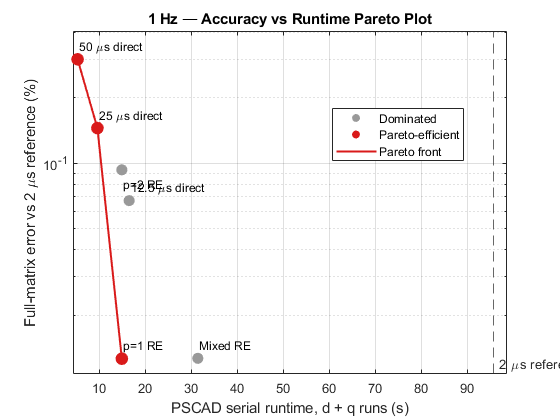 1 Hz — Accuracy vs Runtime Pareto Plot
50 μs direct
25 μs direct
Dominated
Pareto-efficient
Pareto front
10⁻¹
p=2 RE
12.5 μs direct
p=1 RE
Mixed RE
2 μs refere
Full-matrix error vs 2 μs reference (%)
10 20 30 40 50 60 70 80 90
PSCAD serial runtime, d + q runs (s)